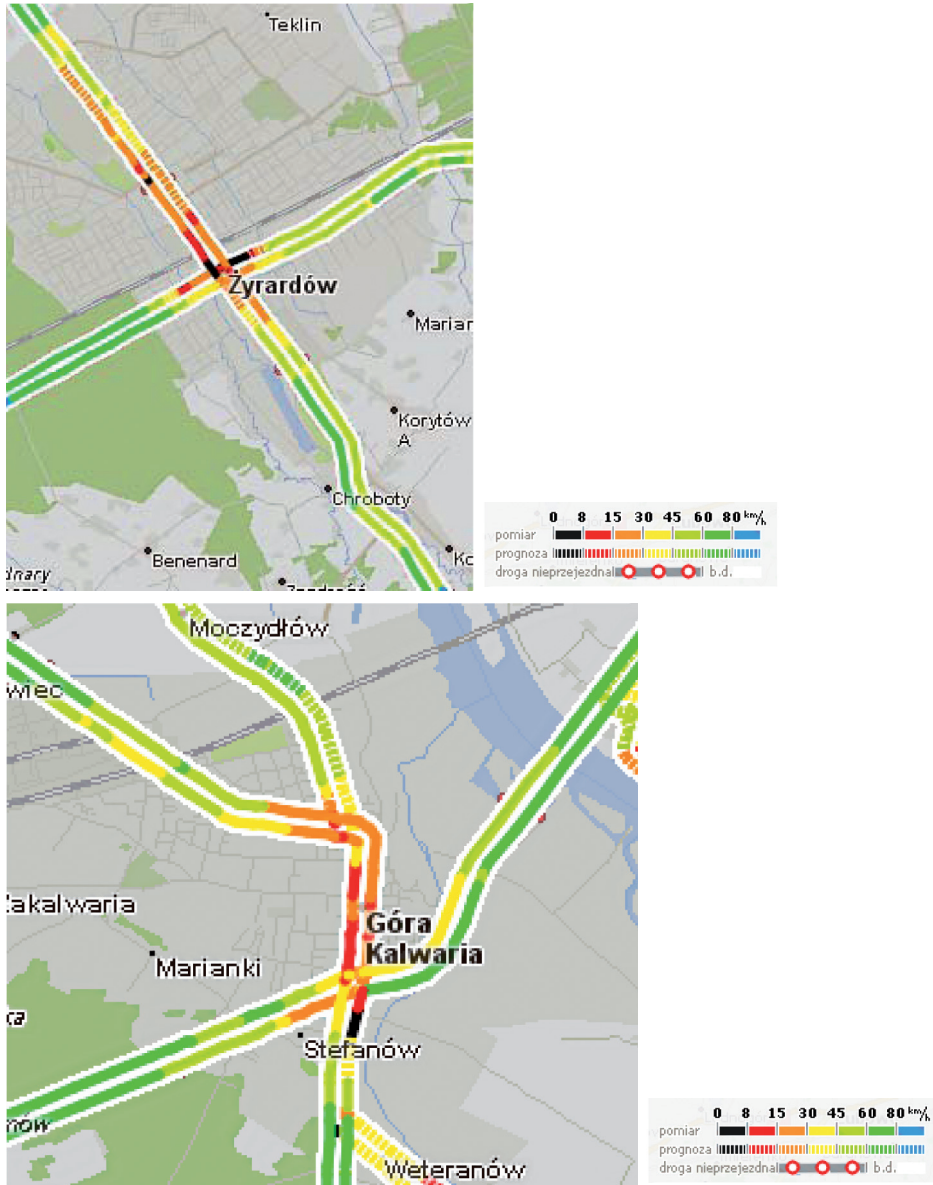 Teklin
Żyrardów
Marian
Korytów
A
Chroboty
Benenard
0 8 15 30 45 60 80 km/h
pomiar
prognoza
droga nieprzejezdna b.d.
Moczydłów
wiec
Góra
Kalwaria
Marianki
Stefanów
Weteranów
0 8 15 30 45 60 80 km/h
pomiar
prognoza
droga nieprzejezdna b.d.